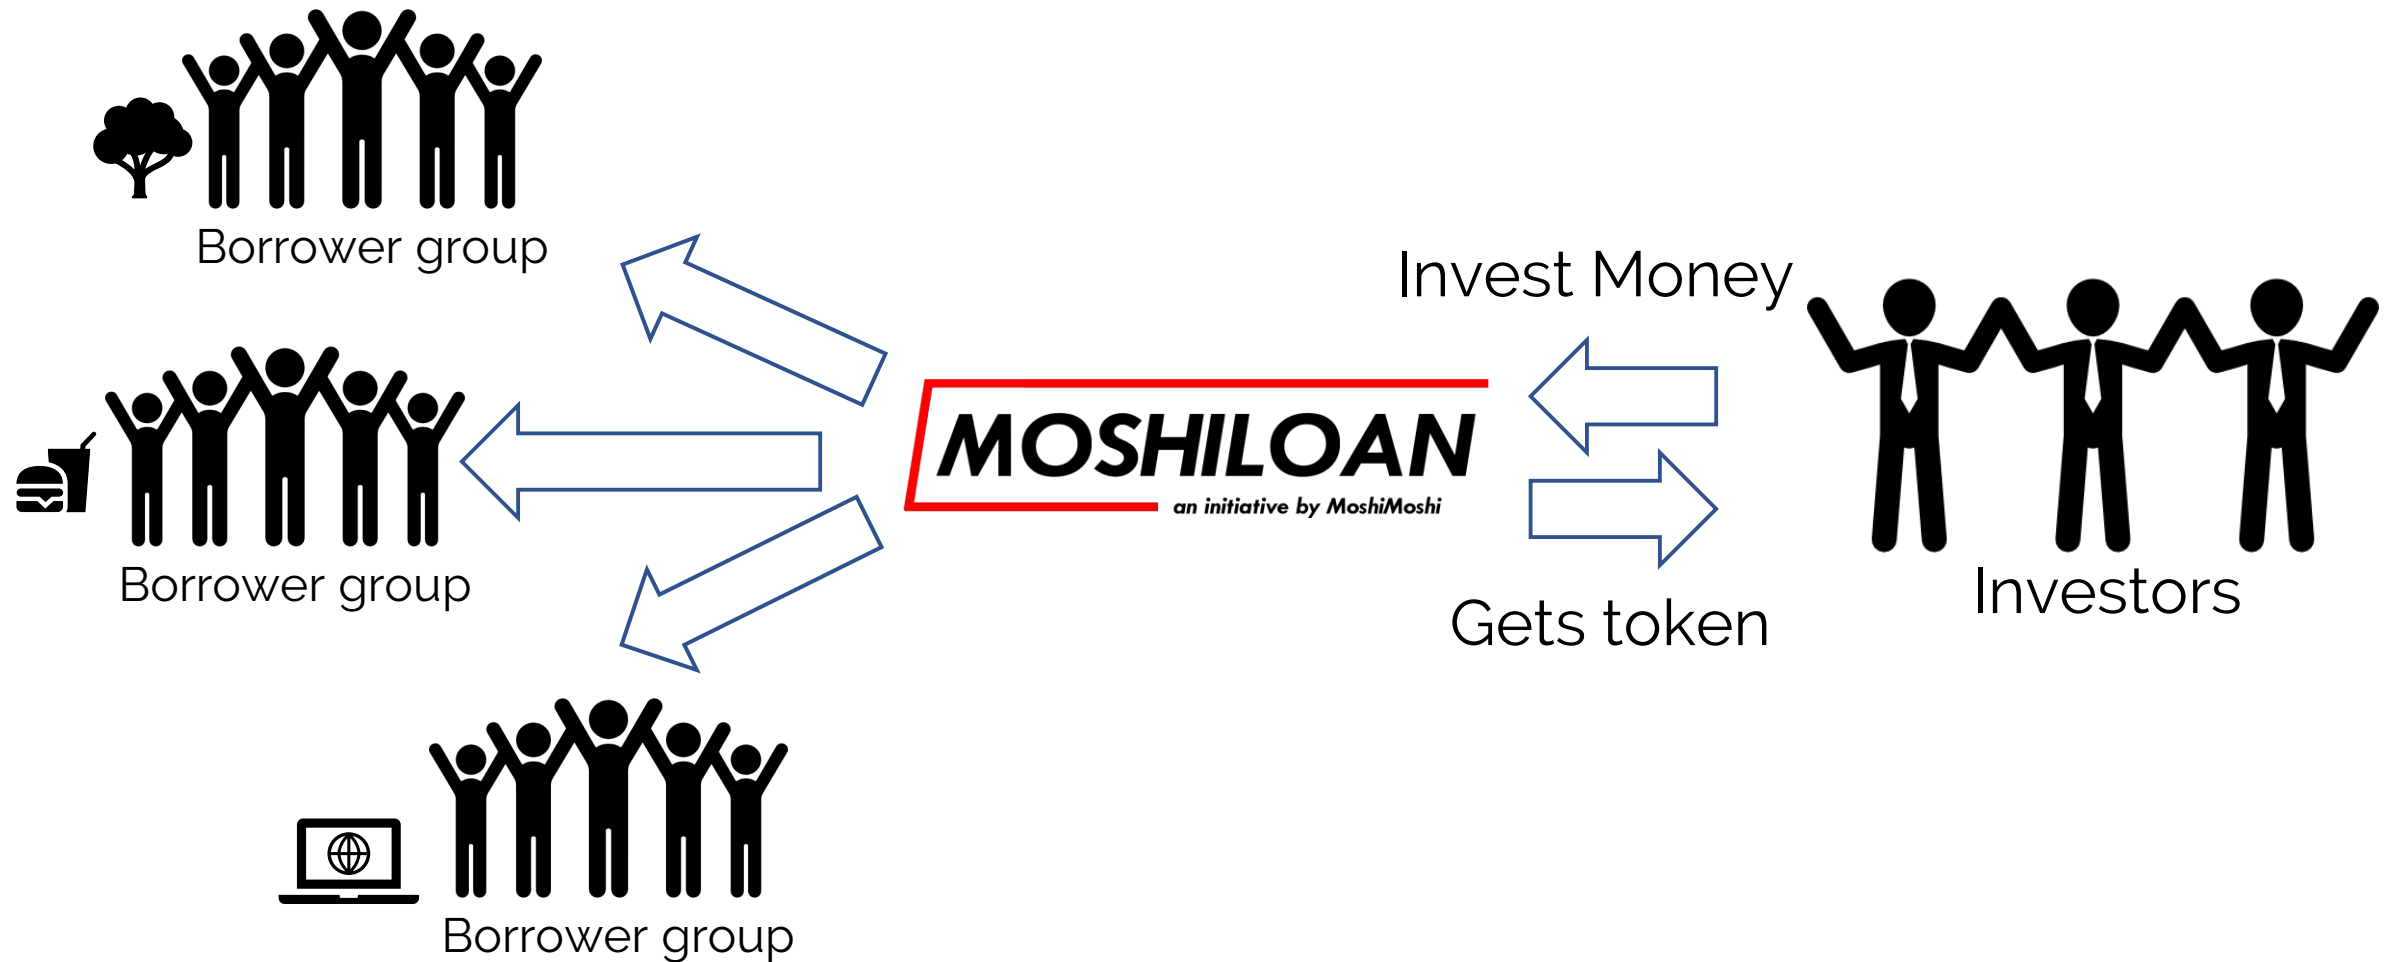 Borrower group
Invest Money
MOSHILOAN
an initiative by MoshiMoshi
Borrower group
Gets token
Investors
Borrower group